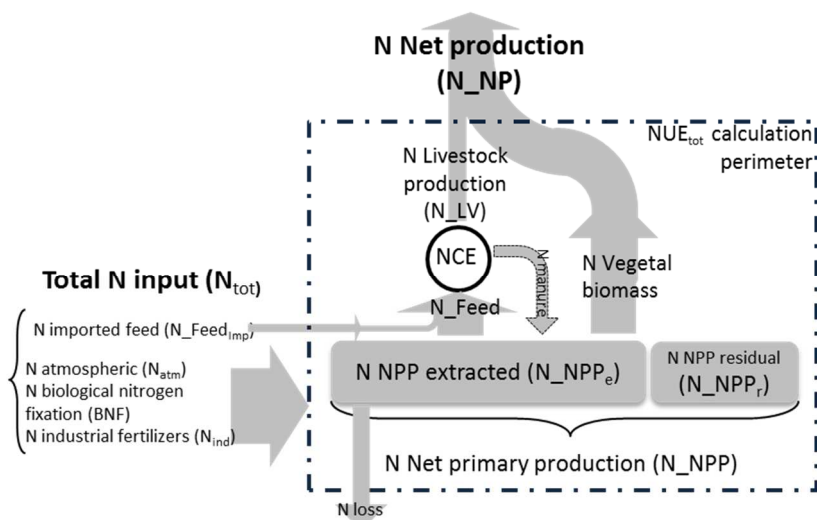 N Net production
(N_NP)
NUEtot calculation
perimeter
N Livestock
production
(N_LV)
NCE
N manure
N Vegetal
biomass
N_Feed
Total N input (Ntot)
N imported feed (N_FeedImp)
N atmospheric (Natm)
N biological nitrogen
fixation (BNF)
N industrial fertilizers (Nind)
N NPP extracted (N_NPPe)
N NPP residual
(N_NPPr)
N Net primary production (N_NPP)
N loss